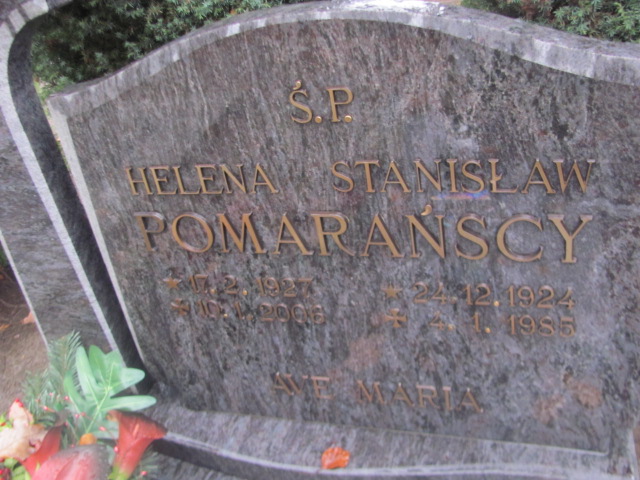 Ś.P.
HELENA STANISŁAW
POMARAŃSCY
* 17.2.1927 * 24.12.1924
+ 10.1.2006 + 4.1.1985
AVE MARIA